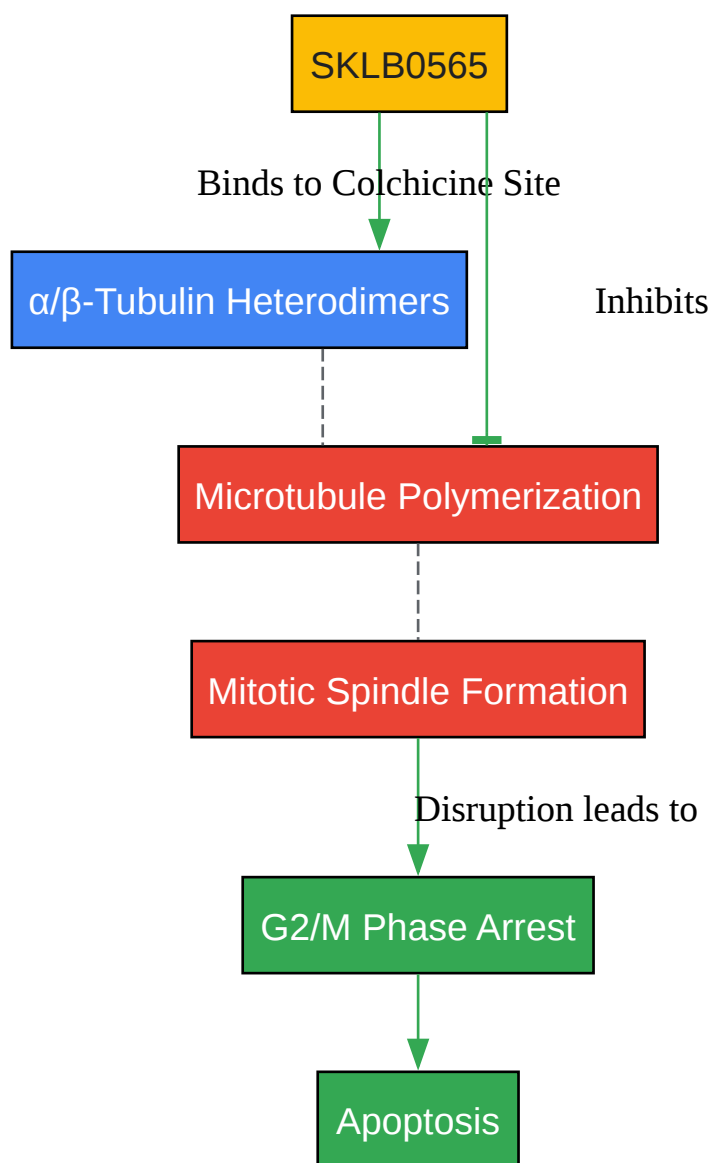 SKLB0565
Binds to Colchicine Site
α/β-Tubulin Heterodimers
Inhibits
Microtubule Polymerization
Mitotic Spindle Formation
Disruption leads to
G2/M Phase Arrest
Apoptosis